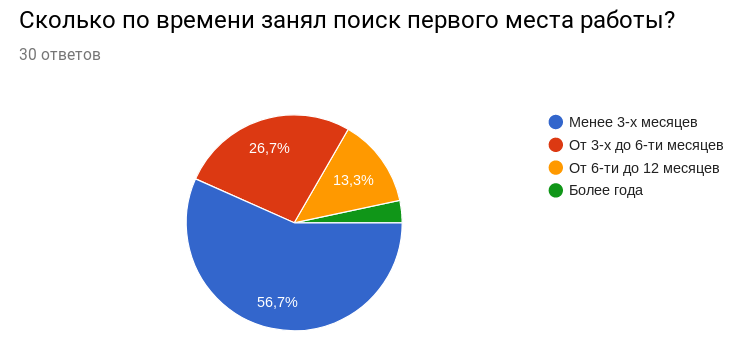 Сколько по времени занял поиск первого места работы?
30 ответов
26,7%
13,3%
56,7%
Менее 3-х месяцев
От 3-х до 6-ти месяцев
От 6-ти до 12 месяцев
Более года